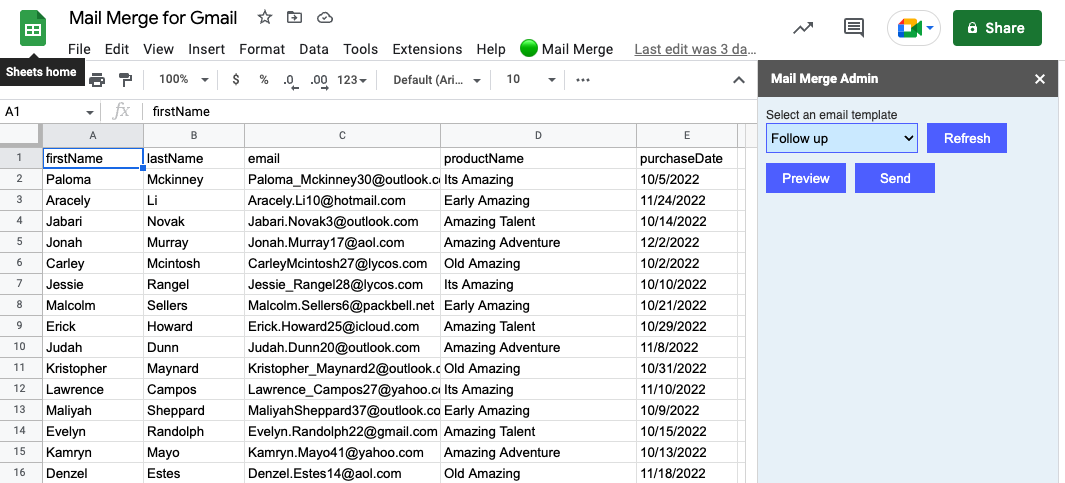 Mail Merge for Gmail
File Edit View Insert Format Data Tools Extensions Help Mail Merge Last edit was 3 da...
Share
Sheets home
100% $ % .0 .00 123 Default (Ari... 10
Mail Merge Admin
A1 fx firstName
Select an email template
Follow up Refresh
Preview Send
A B C D E
1 firstName lastName email productName purchaseDate
2 Paloma Mckinney Paloma_Mckinney30@outlook.c Its Amazing 10/5/2022
3 Aracely Li Aracely.Li10@hotmail.com Early Amazing 11/24/2022
4 Jabari Novak Jabari.Novak3@outlook.com Amazing Talent 10/14/2022
5 Jonah Murray Jonah.Murray17@aol.com Amazing Adventure 12/2/2022
6 Carley Mcintosh CarleyMcintosh27@lycos.com Old Amazing 10/2/2022
7 Jessie Rangel Jessie_Rangel28@lycos.com Its Amazing 10/10/2022
8 Malcolm Sellers Malcolm.Sellers6@packbell.net Early Amazing 10/21/2022
9 Erick Howard Erick.Howard25@icloud.com Amazing Talent 10/29/2022
10 Judah Dunn Judah.Dunn20@outlook.com Amazing Adventure 11/8/2022
11 Kristopher Maynard Kristopher_Maynard2@outlook.c Old Amazing 10/31/2022
12 Lawrence Campos Lawrence_Campos27@yahoo.c Its Amazing 11/10/2022
13 Maliyah Sheppard MaliyahSheppard37@outlook.co Early Amazing 10/9/2022
14 Evelyn Randolph Evelyn.Randolph22@gmail.com Amazing Talent 10/15/2022
15 Kamryn Mayo Kamryn.Mayo41@yahoo.com Amazing Adventure 10/13/2022
16 Denzel Estes Denzel.Estes14@aol.com Old Amazing 11/18/2022